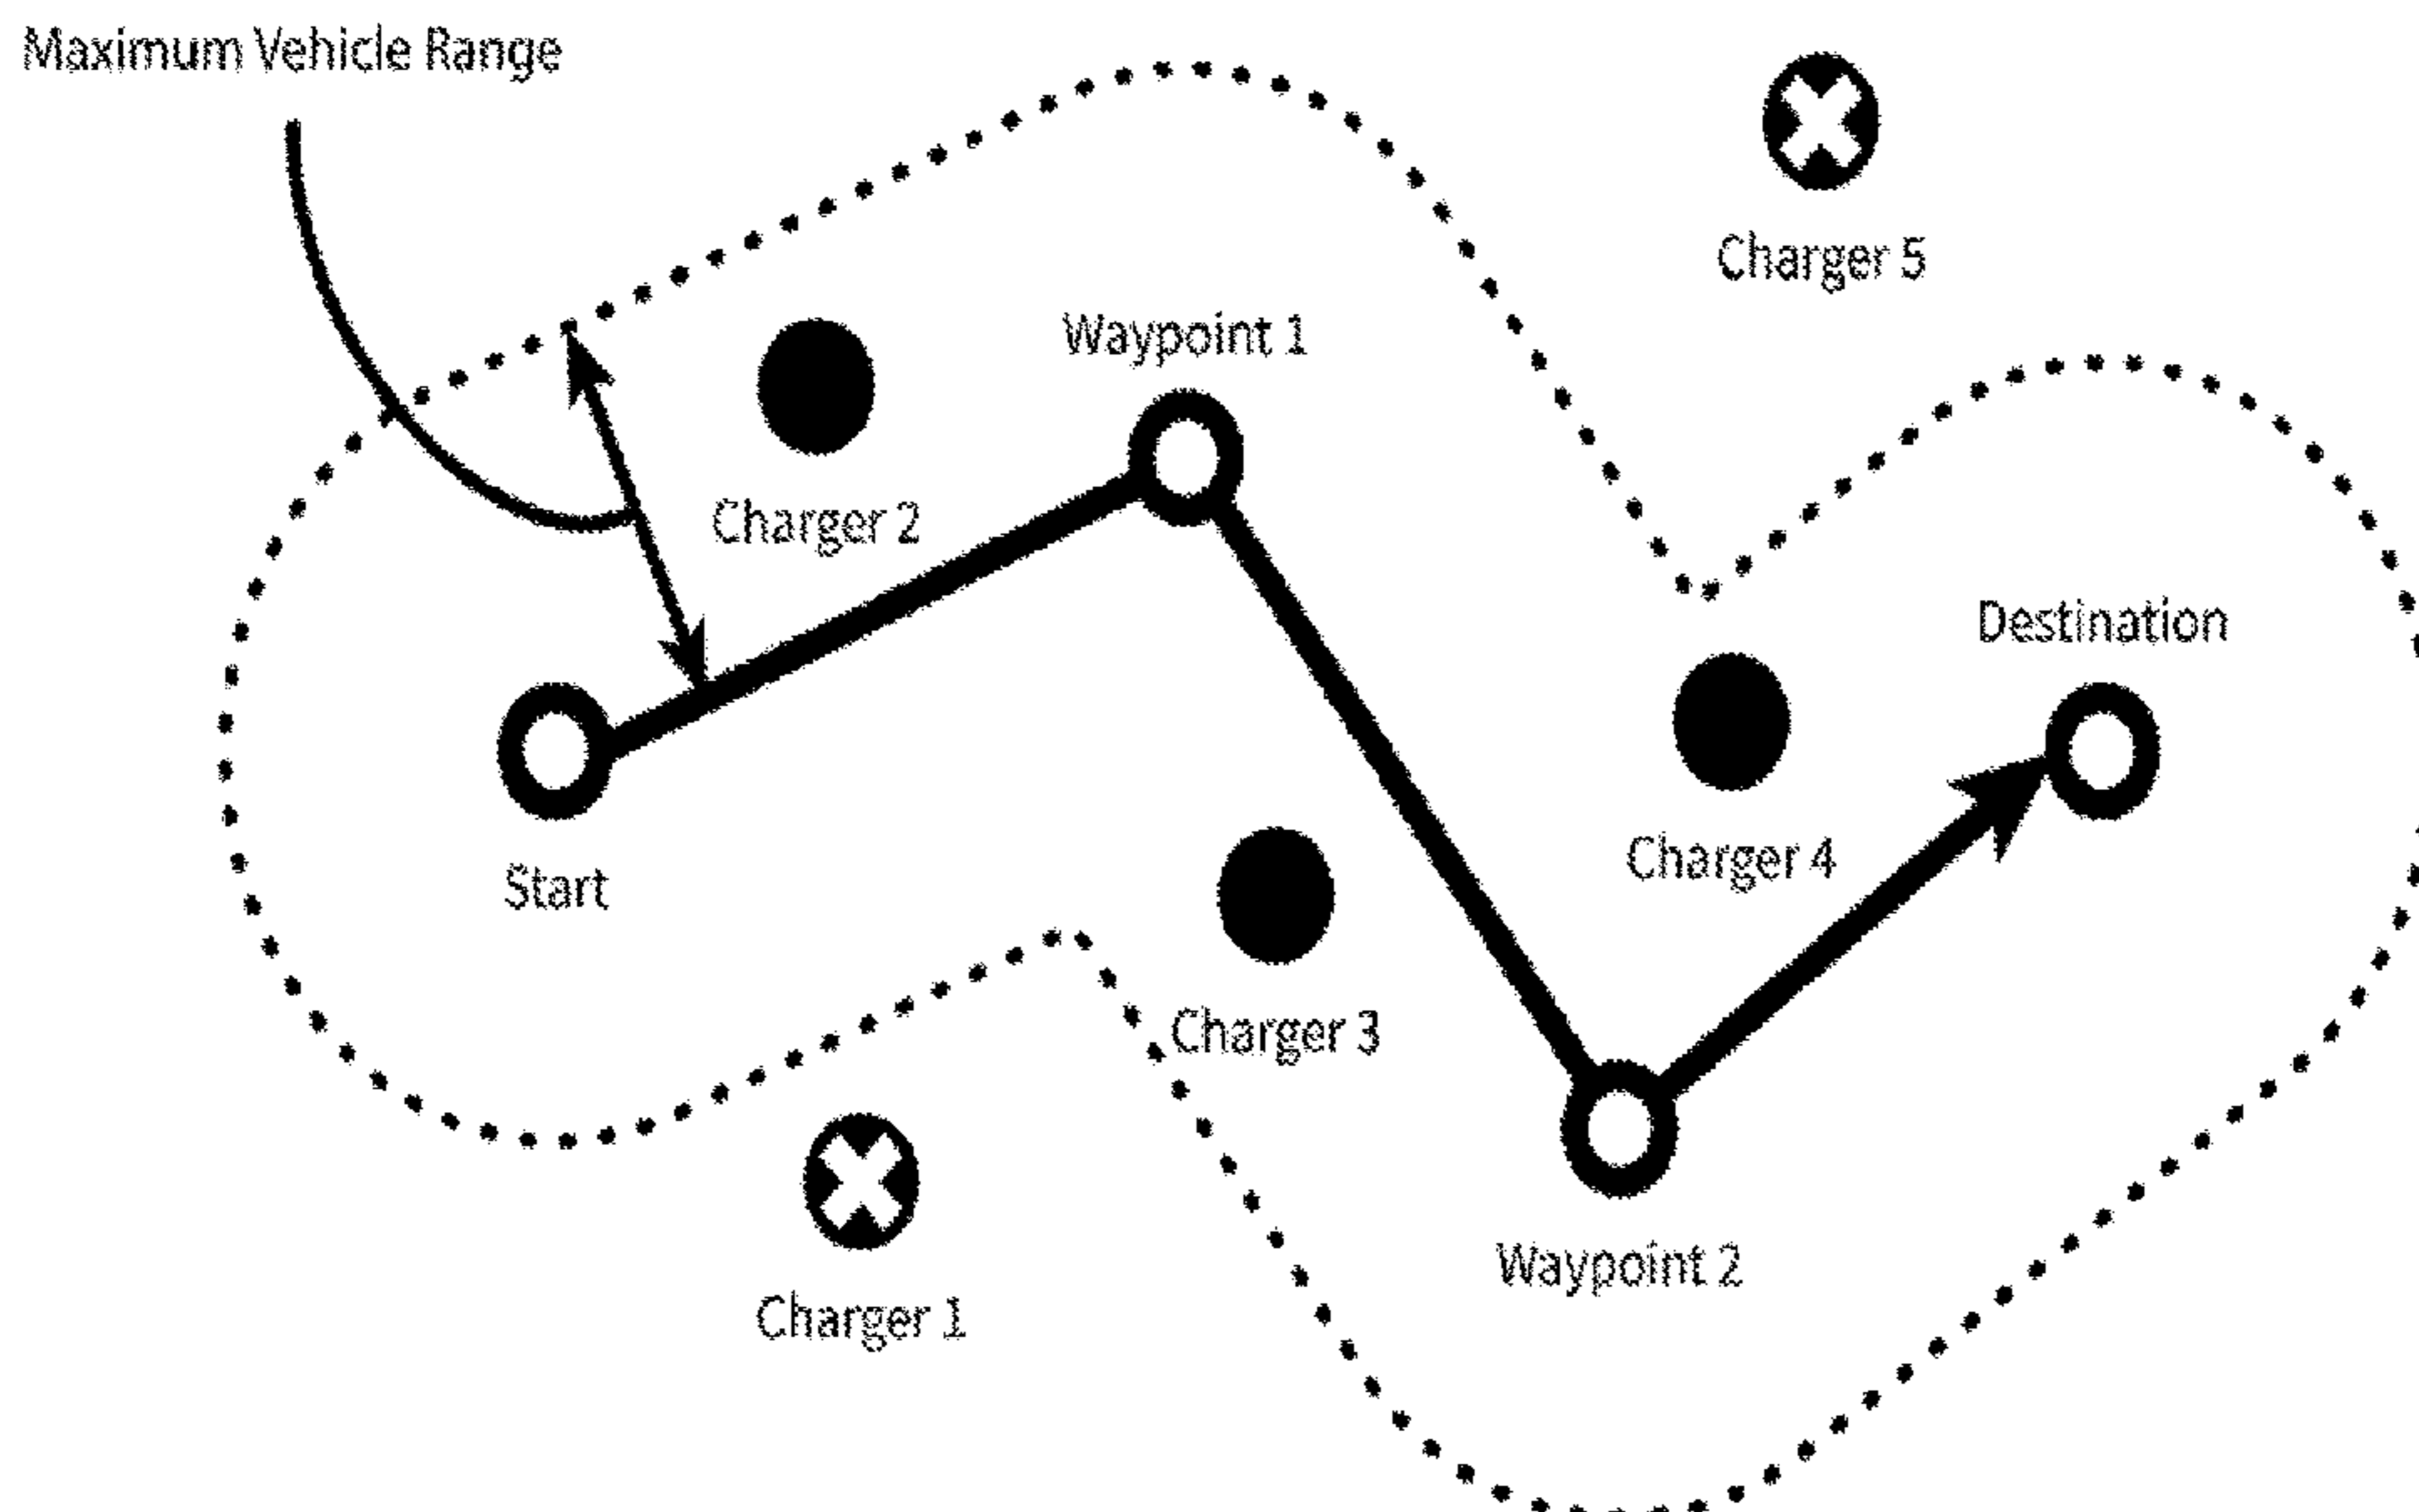 Maximum Vehicle Range
Charger 5
Waypoint 1
Charger 2
Destination
Charger 4
Start
Charger 3
Waypoint 2
Charger 1